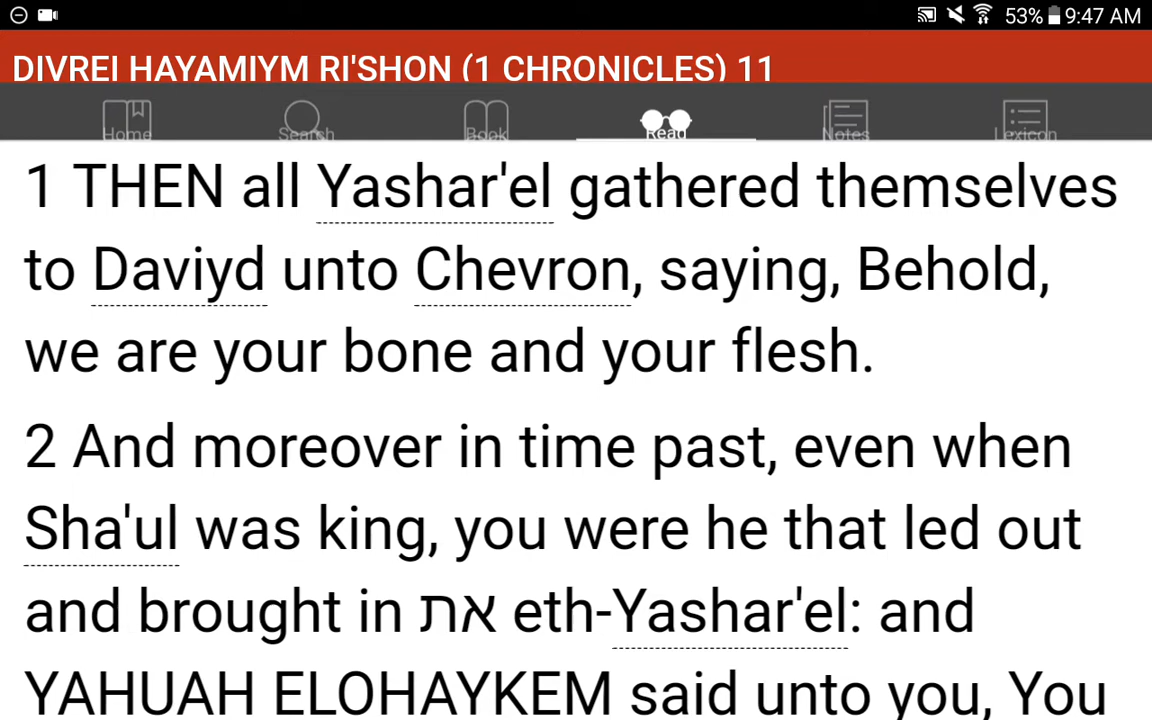 53% 9:47 AM
DIVREI HAYAMIYM RI'SHON (1 CHRONICLES) 11
Home Search Book Read Notes Lexicon
1 THEN all Yashar'el gathered themselves
to Daviyd unto Chevron, saying, Behold,
we are your bone and your flesh.
2 And moreover in time past, even when
Sha'ul was king, you were he that led out
and brought in את eth-Yashar'el: and
YAHUAH ELOHAYKEM said unto you, You